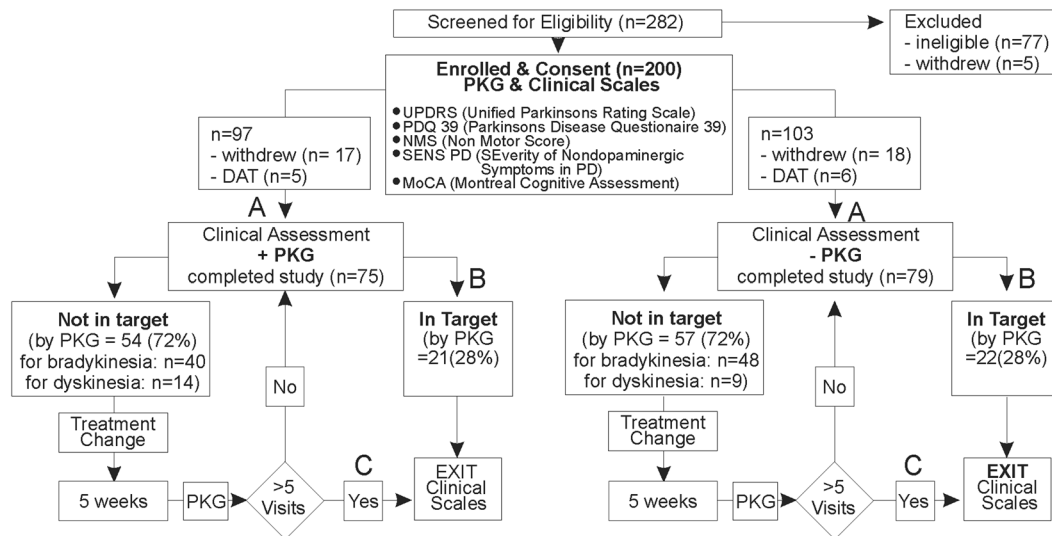 Screened for Eligibility (n=282)
Excluded
- ineligible (n=77)
- withdrew (n=5)
Enrolled & Consent (n=200)
PKG & Clinical Scales
●UPDRS (Unified Parkinsons Rating Scale)
●PDQ 39 (Parkinsons Disease Questionaire 39)
●NMS (Non Motor Score)
●SENS PD (SEverity of Nondopaminergic
Symptoms in PD)
●MoCA (Montreal Cognitive Assessment)
n=97
- withdrew (n= 17)
- DAT (n=5)
n=103
- withdrew (n= 18)
- DAT (n=6)
A
Clinical Assessment
+ PKG
completed study (n=75)
B
Not in target
(by PKG = 54 (72%)
for bradykinesia: n=40
for dyskinesia: n=14)
In Target
(by PKG
=21(28%)
No
Treatment
Change
5 weeks
PKG
>5
Visits
C
Yes
EXIT
Clinical
Scales
A
Clinical Assessment
- PKG
completed study (n=79)
B
Not in target
(by PKG = 57 (72%)
for bradykinesia: n=48
for dyskinesia: n=9)
In Target
(by PKG
=22(28%)
No
Treatment
Change
5 weeks
PKG
>5
Visits
C
Yes
EXIT
Clinical
Scales